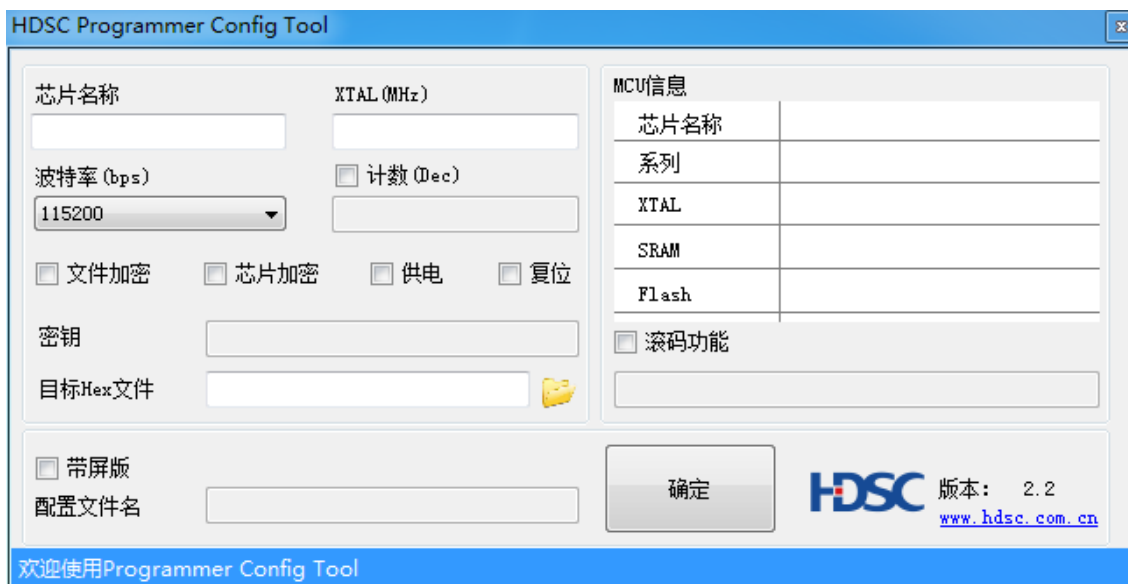 HDSC Programmer Config Tool
芯片名称
XTAL(MHz)
波特率(bps)
计数(Dec)
115200
文件加密
芯片加密
供电
复位
密钥
目标Hex文件
MCU信息
芯片名称
系列
XTAL
SRAM
Flash
滚码功能
带屏版
配置文件名
确定
HDSC
版本： 2.2
www.hdsc.com.cn
欢迎使用Programmer Config Tool